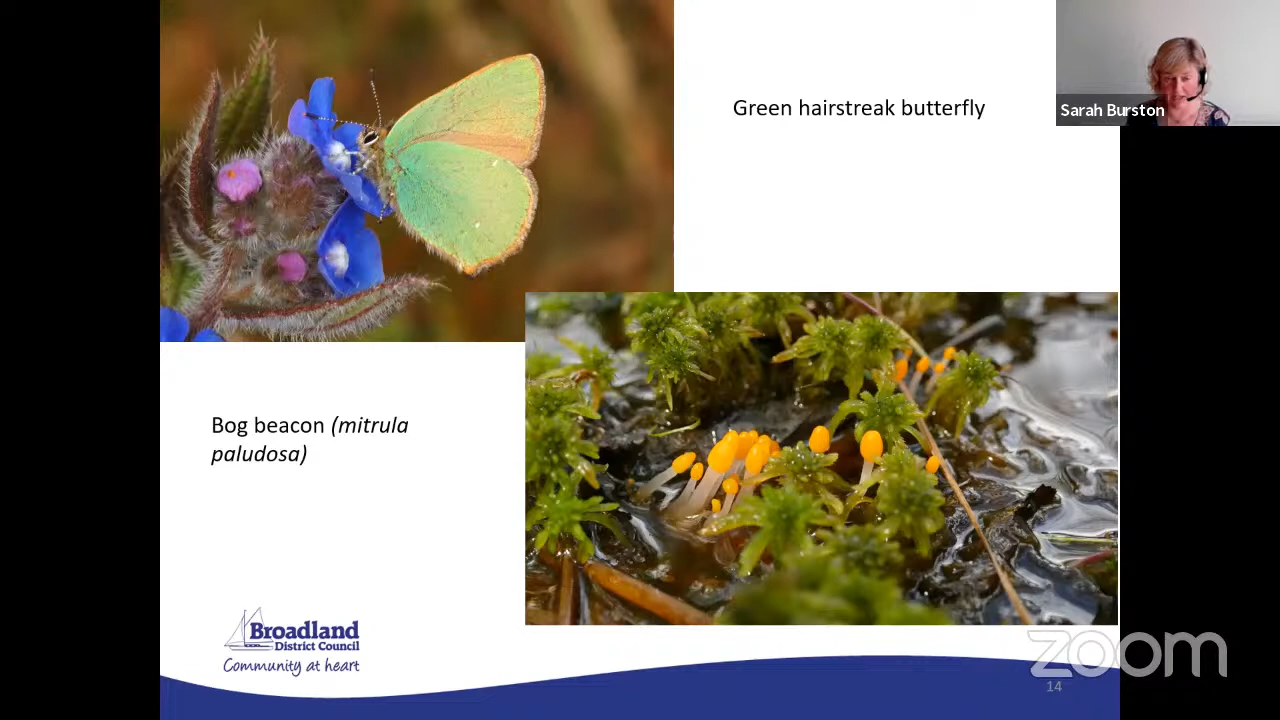 Green hairstreak butterfly
Sarah Burston
Bog beacon (mitrula
paludosa)
Broadland
District Council
Community at heart
zoom
14